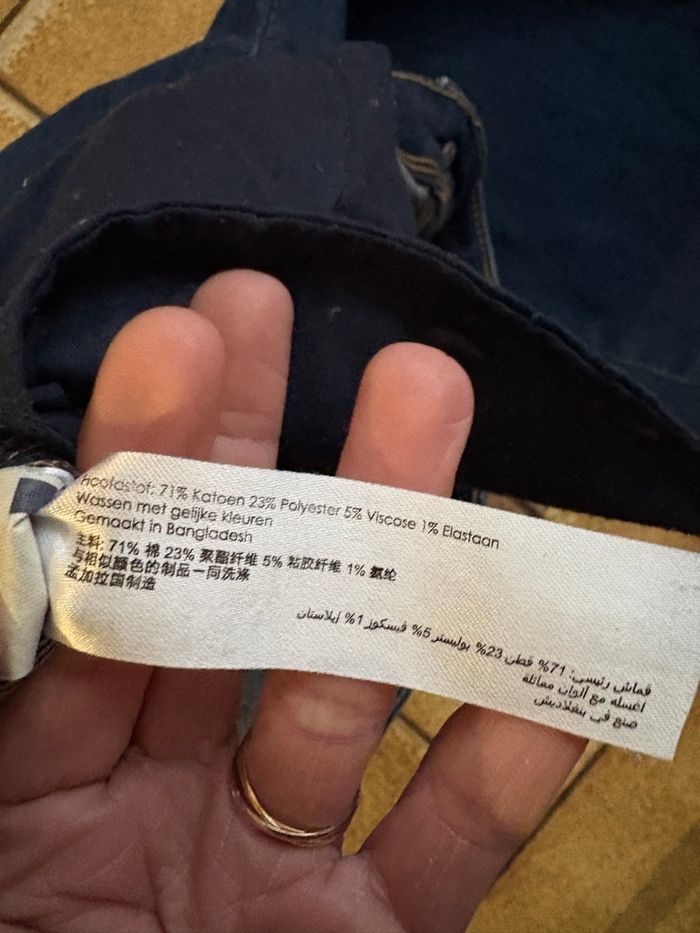 Hoofdstof: 71% Katoen 23% Polyester 5% Viscose 1% Elastaan
Wassen met gelijke kleuren
Gemaakt in Bangladesh
主料: 71% 棉 23% 聚酯纤维 5% 粘胶纤维 1% 氨纶
与相似颜色的制品一同洗涤
孟加拉国制造
قماش رئيسي: 71% قطن 23% بوليستر 5% فيسكوز 1% إيلاستان
اغسله مع ألوان مماثلة
صنع في بنغلاديش